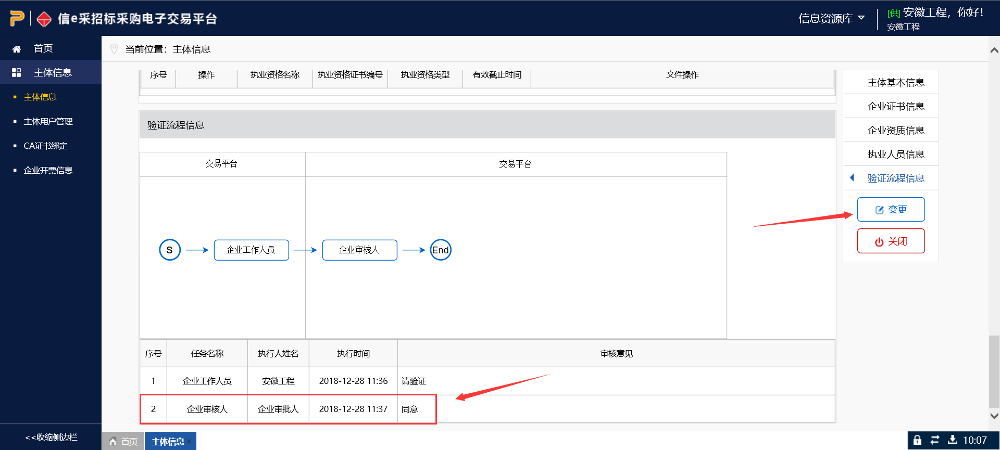 信e采招标采购电子交易平台
信息资源库
[供] 安徽工程，你好！
安徽工程
首页
主体信息
主体信息
主体用户管理
CA证书绑定
企业开票信息
<<收缩侧边栏
当前位置：主体信息
序号 操作 执业资格名称 执业资格证书编号 执业资格类型 有效截止时间 文件操作
验证流程信息
交易平台 交易平台
S 企业工作人员 企业审核人 End
序号 任务名称 执行人姓名 执行时间 审核意见
1 企业工作人员 安徽工程 2018-12-28 11:36 请验证
2 企业审核人 企业审批人 2018-12-28 11:37 同意
主体基本信息
企业证书信息
企业资质信息
执业人员信息
验证流程信息
变更
关闭
首页 主体信息
10:07